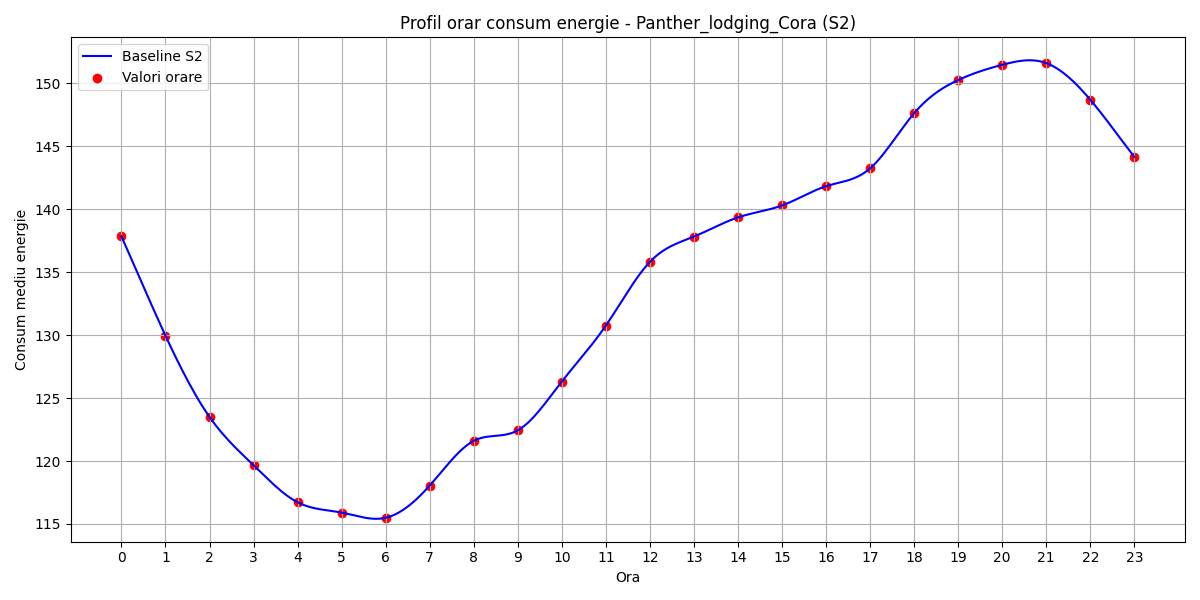 Profil orar consum energie - Panther_lodging_Cora (S2)
Baseline S2
Valori orare
Consum mediu energie
150
145
140
135
130
125
120
115
0 1 2 3 4 5 6 7 8 9 10 11 12 13 14 15 16 17 18 19 20 21 22 23
Ora